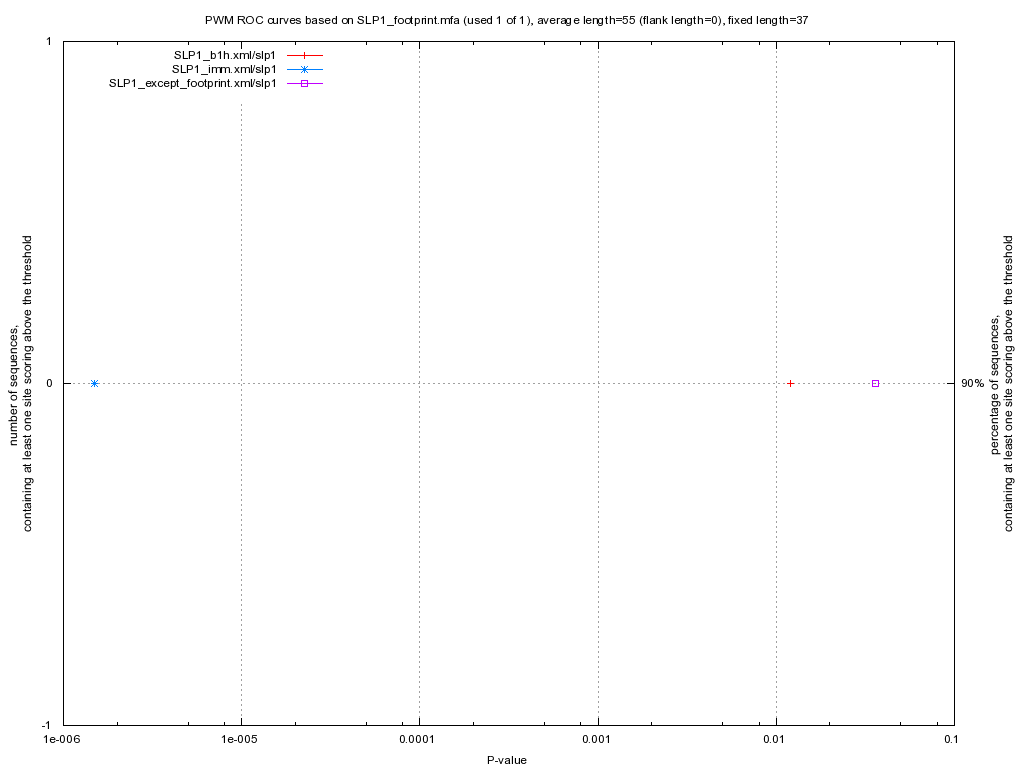 PWM ROC curves based on SLP1_footprint.mfa (used 1 of 1), average length=55 (flank length=0), fixed length=37
SLP1_b1h.xml/slp1
SLP1_imm.xml/slp1
SLP1_except_footprint.xml/slp1
1
0
-1
90%
number of sequences,
containing at least one site scoring above the threshold
percentage of sequences,
containing at least one site scoring above the threshold
1e-006
1e-005
0.0001
0.001
0.01
0.1
P-value